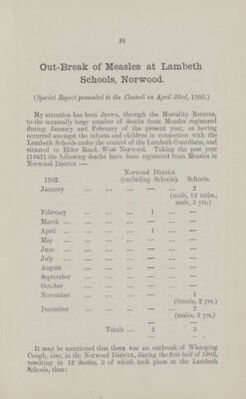 39
Out-Break of Measles at Lambeth
Schools, Norwood.
(Special Report presented to the Council on April 23rd, 1903.)
My attention has been drawn, through the Mortality Returns,
to the unusually large number of deaths from Measles registered
during January and February of the present year, as having
occurred amongst the infants and children in connection with the
Lambeth Schools under the control of the Lambeth Guardians, and
situated in Elder Road, West Norwood. Taking the past year
(1902) the following deaths have been registered from Measles in
Norwood District :—
Norwood District
1902. (excluding Schools). Schools.
January ... ... ... — ... 2
(male, 12 mths.,
male, 6 yrs.)
February ... ... ... 1 ... —
March ... ... ... — ... —
April ... ... ... 1 ... —
May ... ... ... — ... —
June ... ... ... — ... —
July ... ... ... — ... —
August ... ... ... — ... —
September ... ... ... — ... —
October ... ... ... — ... —
November ... ... ... — ... 1
(female, 2 yrs.)
December ... ... ... — ... 2
(males, 2 yrs.)
Totals ... 2 5
It may be mentioned that there was an outbreak of Whooping
Cough, also, in the Norwood District, during the first half of 1902,
resulting in 12 deaths, 5 of which took place at the Lambeth
Schools, thus: